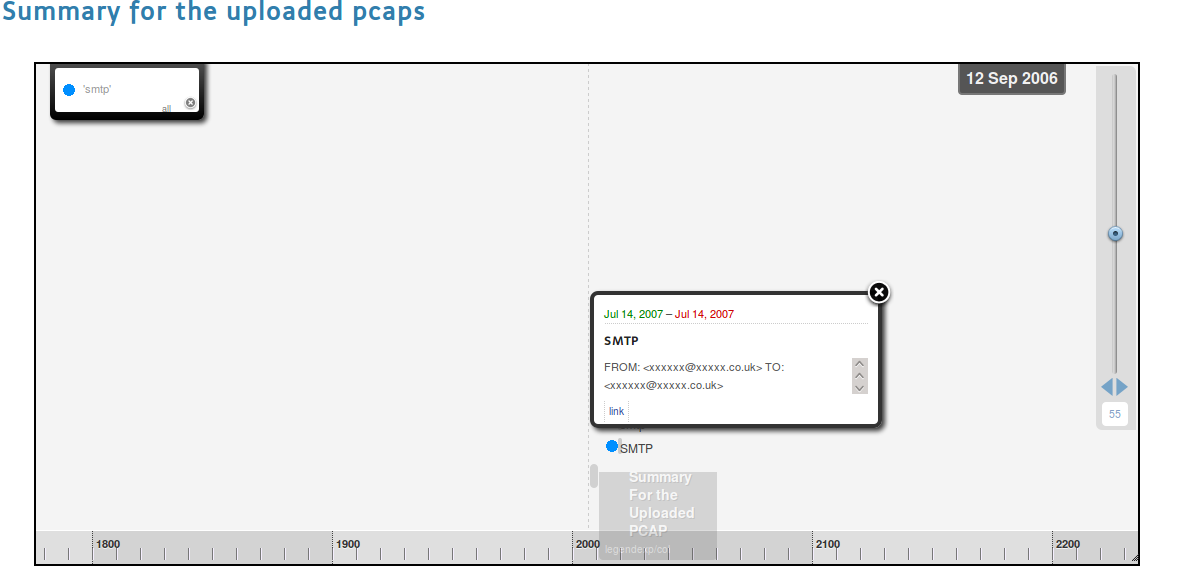 Summary for the uploaded pcaps
'smtp'
all
12 Sep 2006
Jul 14, 2007 – Jul 14, 2007
SMTP
FROM: <xxxxxx@xxxxx.co.uk> TO:
<xxxxxx@xxxxx.co.uk>
link
55
SMTP
Summary
For the
Uploaded
PCAP
1800 1900 2000 2100 2200